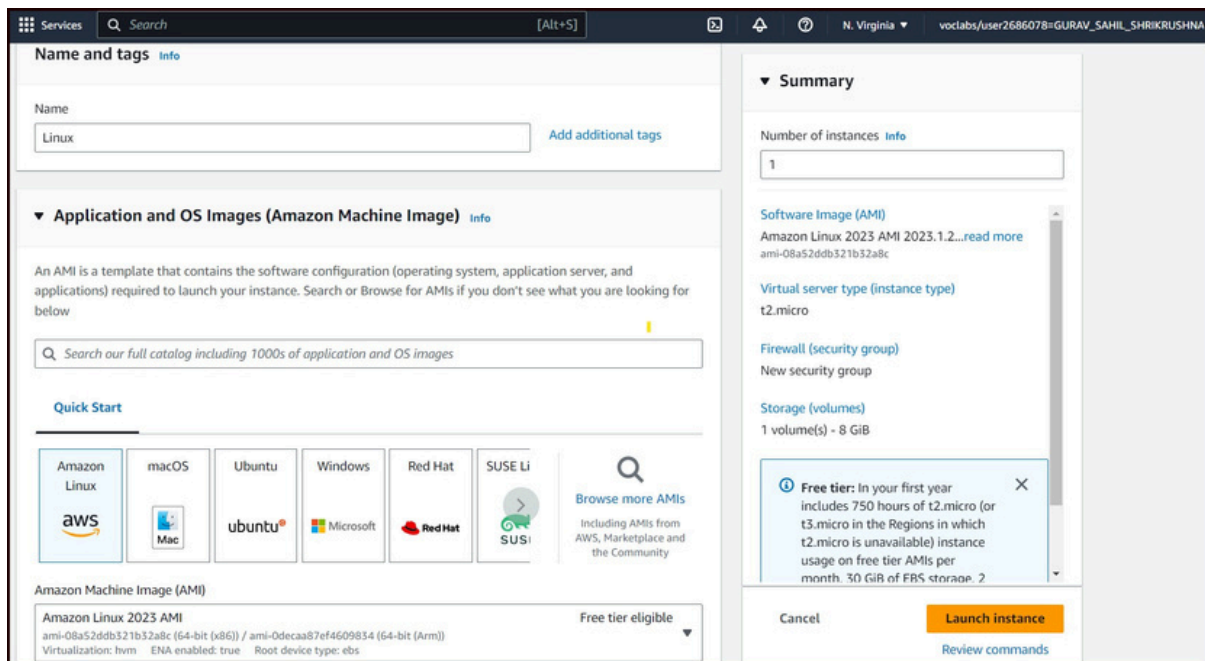 Services
Search
[Alt+S]
N. Virginia
voclabs/user2686078=GURAV_SAHIL_SHRIKRUSHNA
Name and tags Info
Name
Linux
Add additional tags
Application and OS Images (Amazon Machine Image) Info
An AMI is a template that contains the software configuration (operating system, application server, and
applications) required to launch your instance. Search or Browse for AMIs if you don't see what you are looking for
below
Search our full catalog including 1000s of application and OS images
Quick Start
Amazon
Linux
aws
macOS
Mac
Ubuntu
ubuntu
Windows
Microsoft
Red Hat
Red Hat
SUSE Li
SUS
Browse more AMIs
Including AMIs from
AWS, Marketplace and
the Community
Amazon Machine Image (AMI)
Amazon Linux 2023 AMI
Free tier eligible
ami-08a52ddb321b32a8c (64-bit (x86)) / ami-0decaa87ef4609834 (64-bit (Arm))
Virtualization: hvm ENA enabled: true Root device type: ebs
Summary
Number of instances Info
1
Software Image (AMI)
Amazon Linux 2023 AMI 2023.1.2...read more
ami-08a52ddb321b32a8c
Virtual server type (instance type)
t2.micro
Firewall (security group)
New security group
Storage (volumes)
1 volume(s) - 8 GiB
Free tier: In your first year
includes 750 hours of t2.micro (or
t3.micro in the Regions in which
t2.micro is unavailable) instance
usage on free tier AMIs per
month, 30 GiB of EBS storage, 2
Cancel
Launch instance
Review commands